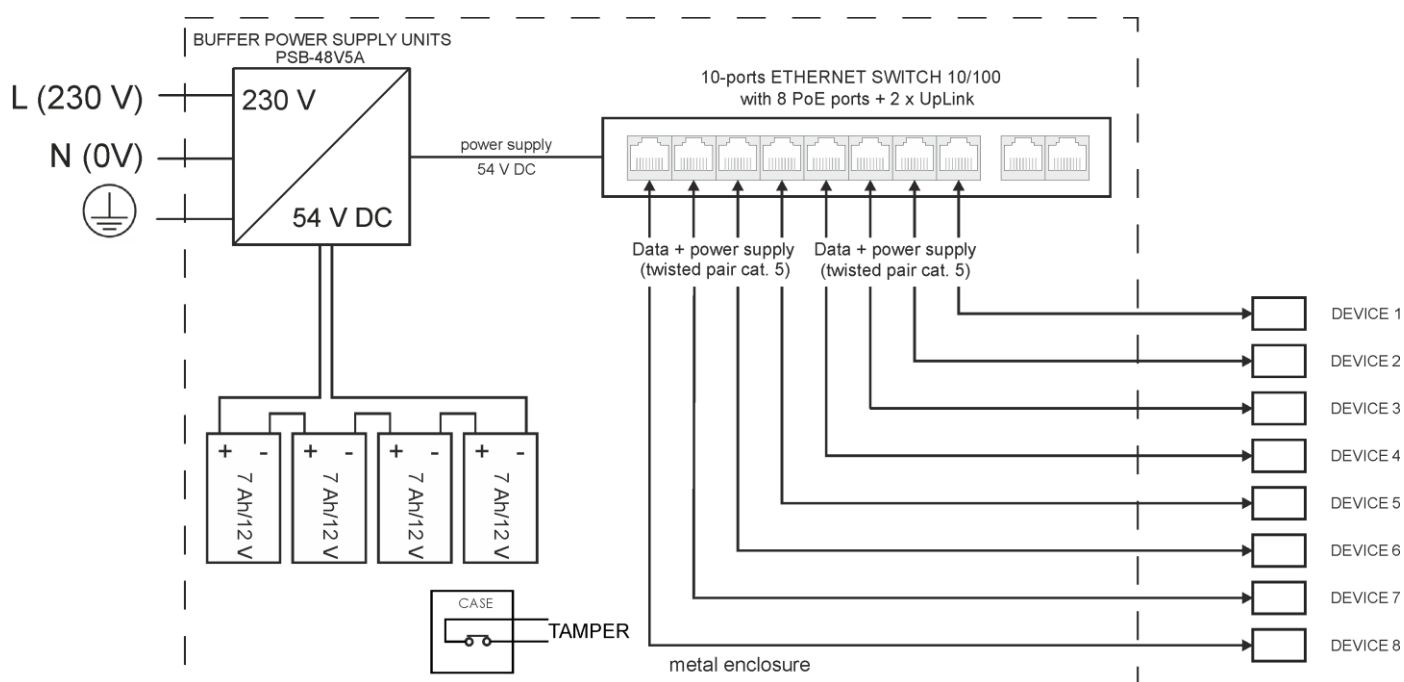 BUFFER POWER SUPPLY UNITS
PSB-48V5A
L (230 V)
N (0V)
230 V
54 V DC
power supply
54 V DC
10-ports ETHERNET SWITCH 10/100
with 8 PoE ports + 2 x UpLink
Data + power supply
(twisted pair cat. 5)
Data + power supply
(twisted pair cat. 5)
DEVICE 1
DEVICE 2
DEVICE 3
DEVICE 4
DEVICE 5
DEVICE 6
DEVICE 7
DEVICE 8
+ -
7 Ah/12 V
+ -
7 Ah/12 V
+ -
7 Ah/12 V
+ -
7 Ah/12 V
CASE
TAMPER
metal enclosure